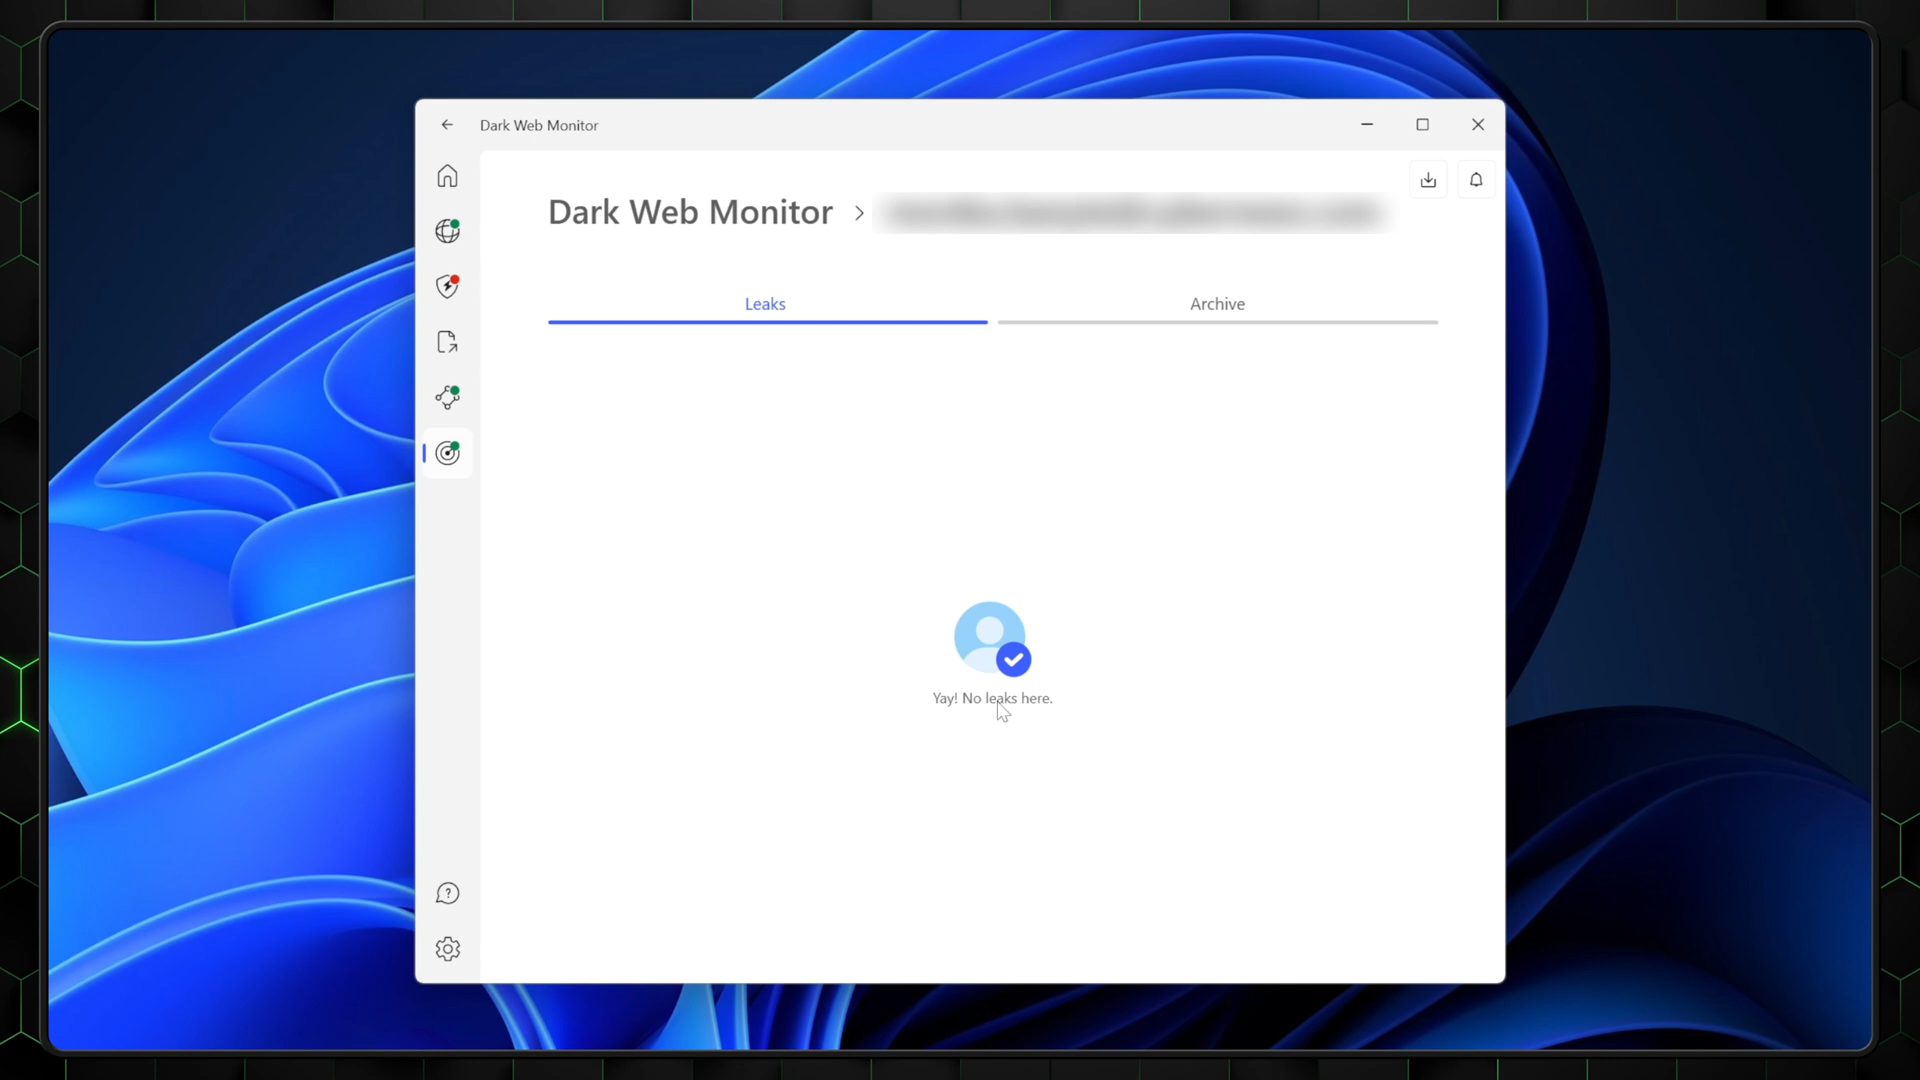 Dark Web Monitor
Dark Web Monitor >
Leaks
Archive
Yay! No leaks here.